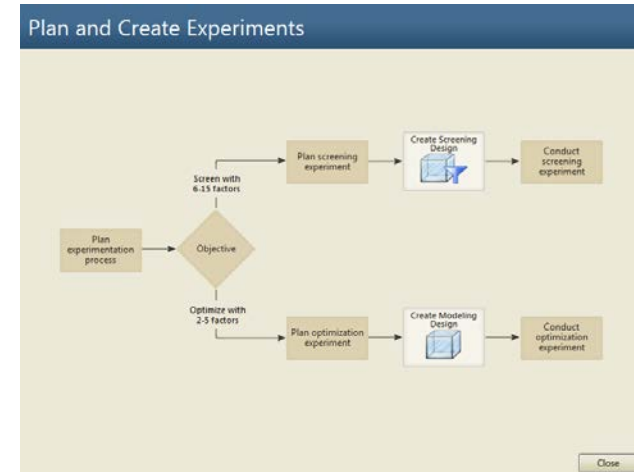 Plan and Create Experiments
Create Screening
Design
Plan screening
experiment
Conduct
screening
experiment
Screen with
6-15 factors
Plan
experimentation
process
Objective
Optimize with
2-5 factors
Create Modeling
Design
Plan optimization
experiment
Conduct
optimization
experiment
Close